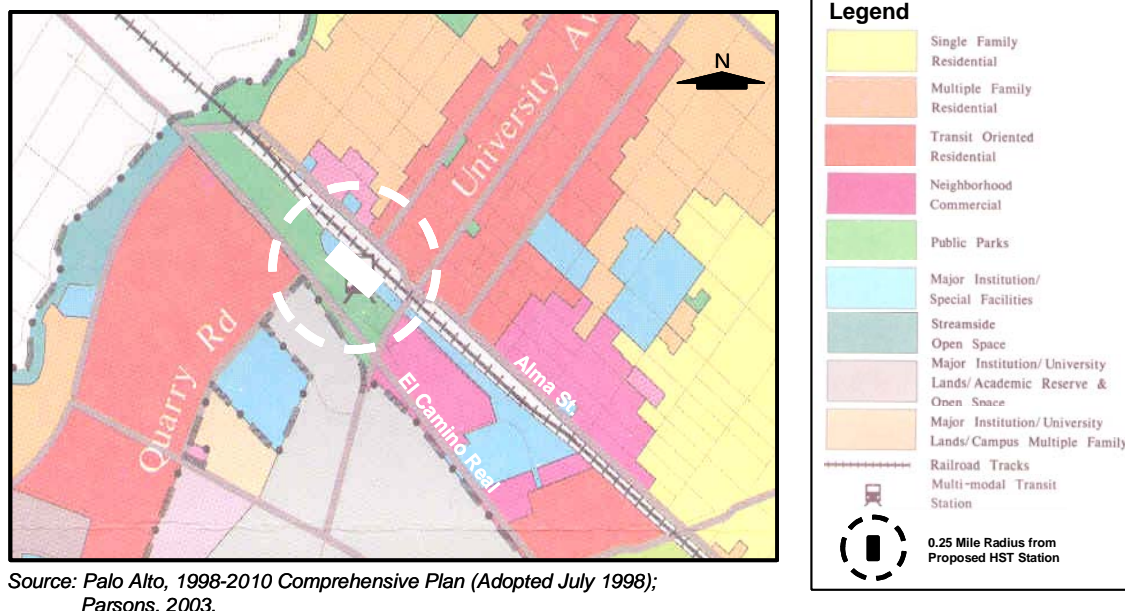 University Av
N
Quarry Rd
El Camino Real
Alma St.
Source: Palo Alto, 1998-2010 Comprehensive Plan (Adopted July 1998);
Parsons, 2003.
Legend
Single Family
Residential
Multiple Family
Residential
Transit Oriented
Residential
Neighborhood
Commercial
Public Parks
Major Institution/
Special Facilities
Streamside
Open Space
Major Institution/University
Lands/Academic Reserve &
Open Space
Major Institution/University
Lands/Campus Multiple Family
Railroad Tracks
Multi-modal Transit
Station
0.25 Mile Radius from
Proposed HST Station